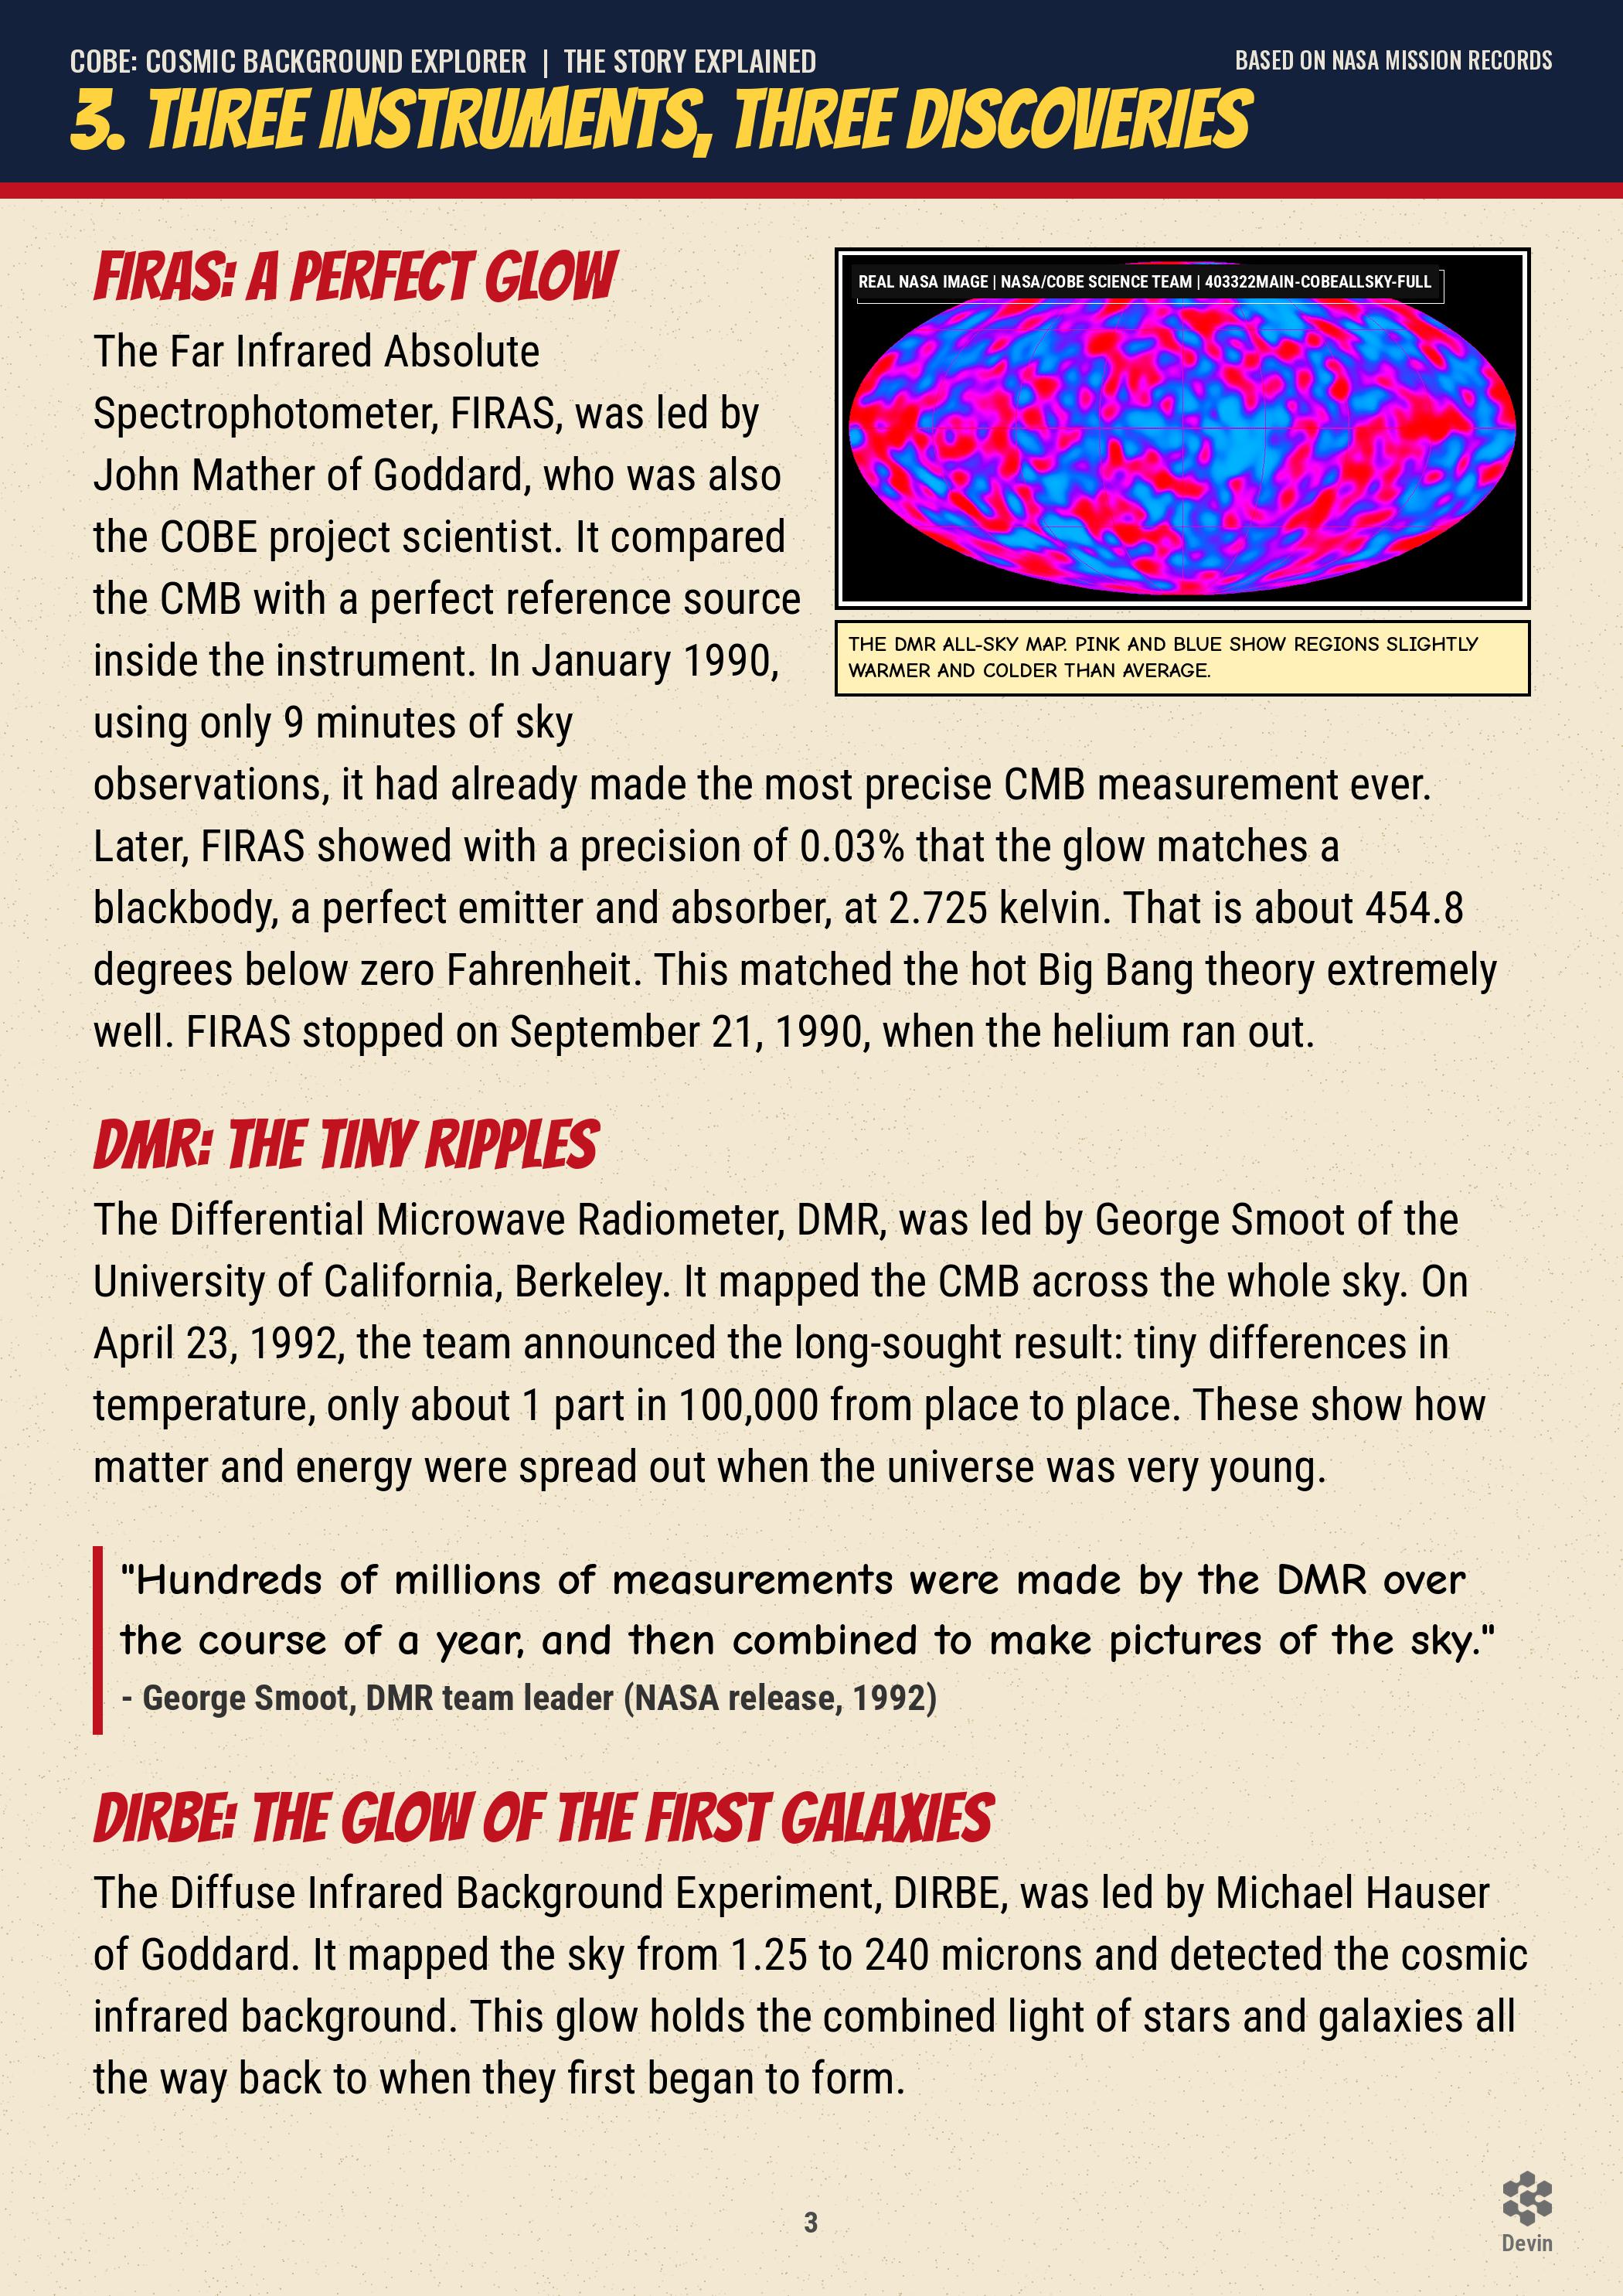 COBE: COSMIC BACKGROUND EXPLORER | THE STORY EXPLAINED
BASED ON NASA MISSION RECORDS
3. THREE INSTRUMENTS, THREE DISCOVERIES
FIRAS: A PERFECT GLOW
The Far Infrared Absolute
Spectrophotometer, FIRAS, was led by
John Mather of Goddard, who was also
the COBE project scientist. It compared
the CMB with a perfect reference source
inside the instrument. In January 1990,
using only 9 minutes of sky
observations, it had already made the most precise CMB measurement ever.
Later, FIRAS showed with a precision of 0.03% that the glow matches a
blackbody, a perfect emitter and absorber, at 2.725 kelvin. That is about 454.8
degrees below zero Fahrenheit. This matched the hot Big Bang theory extremely
well. FIRAS stopped on September 21, 1990, when the helium ran out.
REAL NASA IMAGE | NASA/COBE SCIENCE TEAM | 403322MAIN-COBEALLSKY-FULL
THE DMR ALL-SKY MAP. PINK AND BLUE SHOW REGIONS SLIGHTLY
WARMER AND COLDER THAN AVERAGE.
DMR: THE TINY RIPPLES
The Differential Microwave Radiometer, DMR, was led by George Smoot of the
University of California, Berkeley. It mapped the CMB across the whole sky. On
April 23, 1992, the team announced the long-sought result: tiny differences in
temperature, only about 1 part in 100,000 from place to place. These show how
matter and energy were spread out when the universe was very young.
"Hundreds of millions of measurements were made by the DMR over
the course of a year, and then combined to make pictures of the sky."
- George Smoot, DMR team leader (NASA release, 1992)
DIRBE: THE GLOW OF THE FIRST GALAXIES
The Diffuse Infrared Background Experiment, DIRBE, was led by Michael Hauser
of Goddard. It mapped the sky from 1.25 to 240 microns and detected the cosmic
infrared background. This glow holds the combined light of stars and galaxies all
the way back to when they first began to form.
3
Devin